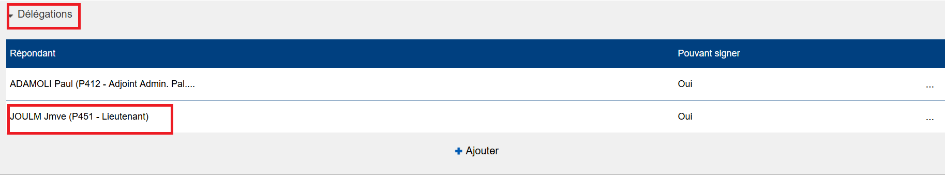 Délégations
Répondant Pouvant signer
ADAMOLI Paul (P412 - Adjoint Admin. Pal.... Oui ...
JOULM Jmve (P451 - Lieutenant) Oui ...
+ Ajouter